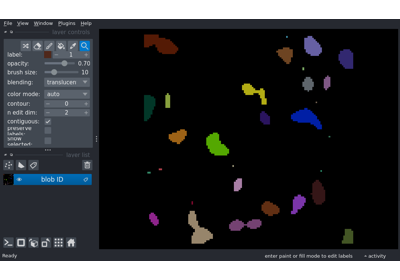 File View Window Plugins Help
layer controls
label: 1
opacity: 0.70
brush size: 10
blending: translucen
color mode: auto
contour: 0
n edit dim: 2
contiguous: ✓
preserve labels:
show selected:
layer list
blob ID
Ready enter paint or fill mode to edit labels activity